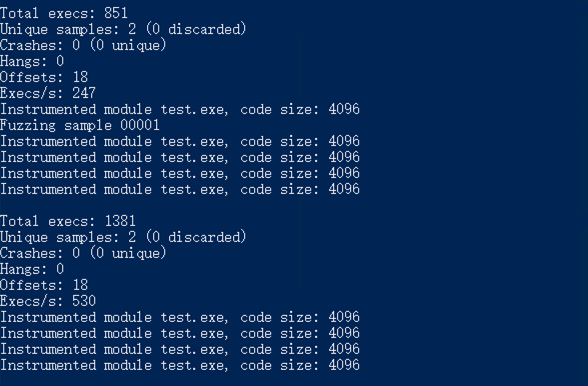 Total execs: 851
Unique samples: 2 (0 discarded)
Crashes: 0 (0 unique)
Hangs: 0
Offsets: 18
Execs/s: 247
Instrumented module test.exe, code size: 4096
Fuzzing sample 00001
Instrumented module test.exe, code size: 4096
Instrumented module test.exe, code size: 4096
Instrumented module test.exe, code size: 4096
Instrumented module test.exe, code size: 4096
Total execs: 1381
Unique samples: 2 (0 discarded)
Crashes: 0 (0 unique)
Hangs: 0
Offsets: 18
Execs/s: 530
Instrumented module test.exe, code size: 4096
Instrumented module test.exe, code size: 4096
Instrumented module test.exe, code size: 4096
Instrumented module test.exe, code size: 4096